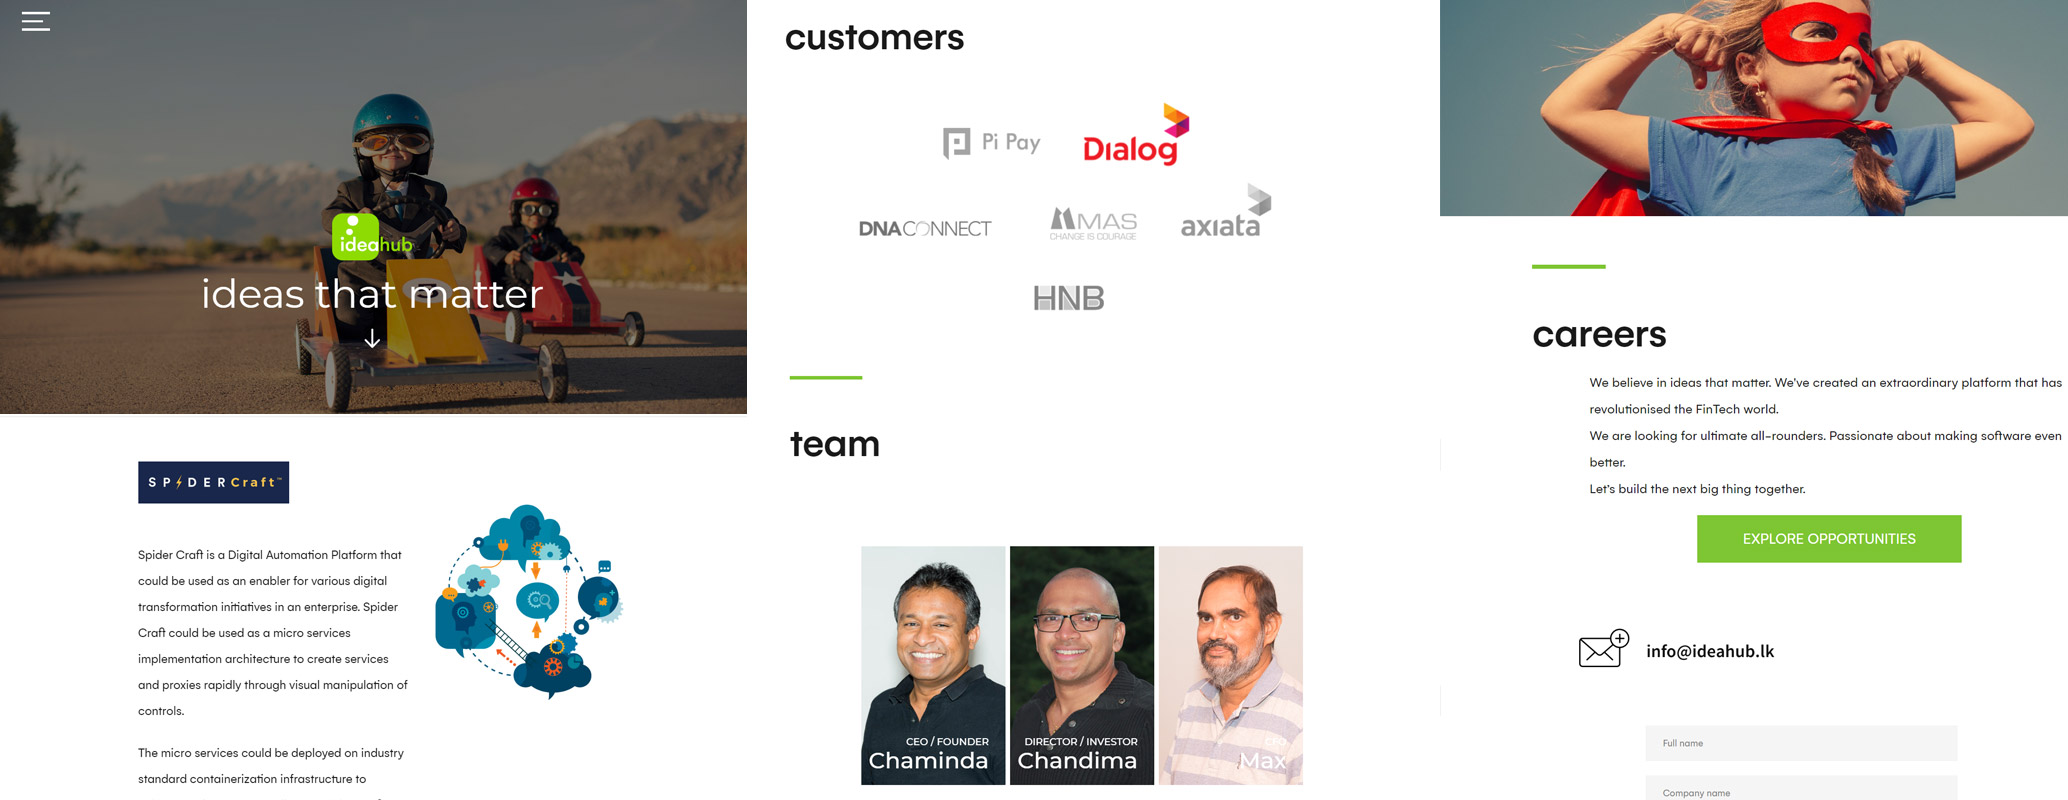 ideahub
ideas that matter
SPIDERCraft™
Spider Craft is a Digital Automation Platform that
could be used as an enabler for various digital
transformation initiatives in an enterprise. Spider
Craft could be used as a micro services
implementation architecture to create services
and proxies rapidly through visual manipulation of
controls.
The micro services could be deployed on industry
standard containerization infrastructure to
customers
Pi Pay
Dialog
DNACONNECT
MAS
CHANGE IS COURAGE
axiata
HNB
team
CEO / FOUNDER
Chaminda
DIRECTOR / INVESTOR
Chandima
Max
careers
We believe in ideas that matter. We've created an extraordinary platform that has
revolutionised the FinTech world.
We are looking for ultimate all-rounders. Passionate about making software even
better.
Let's build the next big thing together.
EXPLORE OPPORTUNITIES
info@ideahub.lk
Full name
Company name